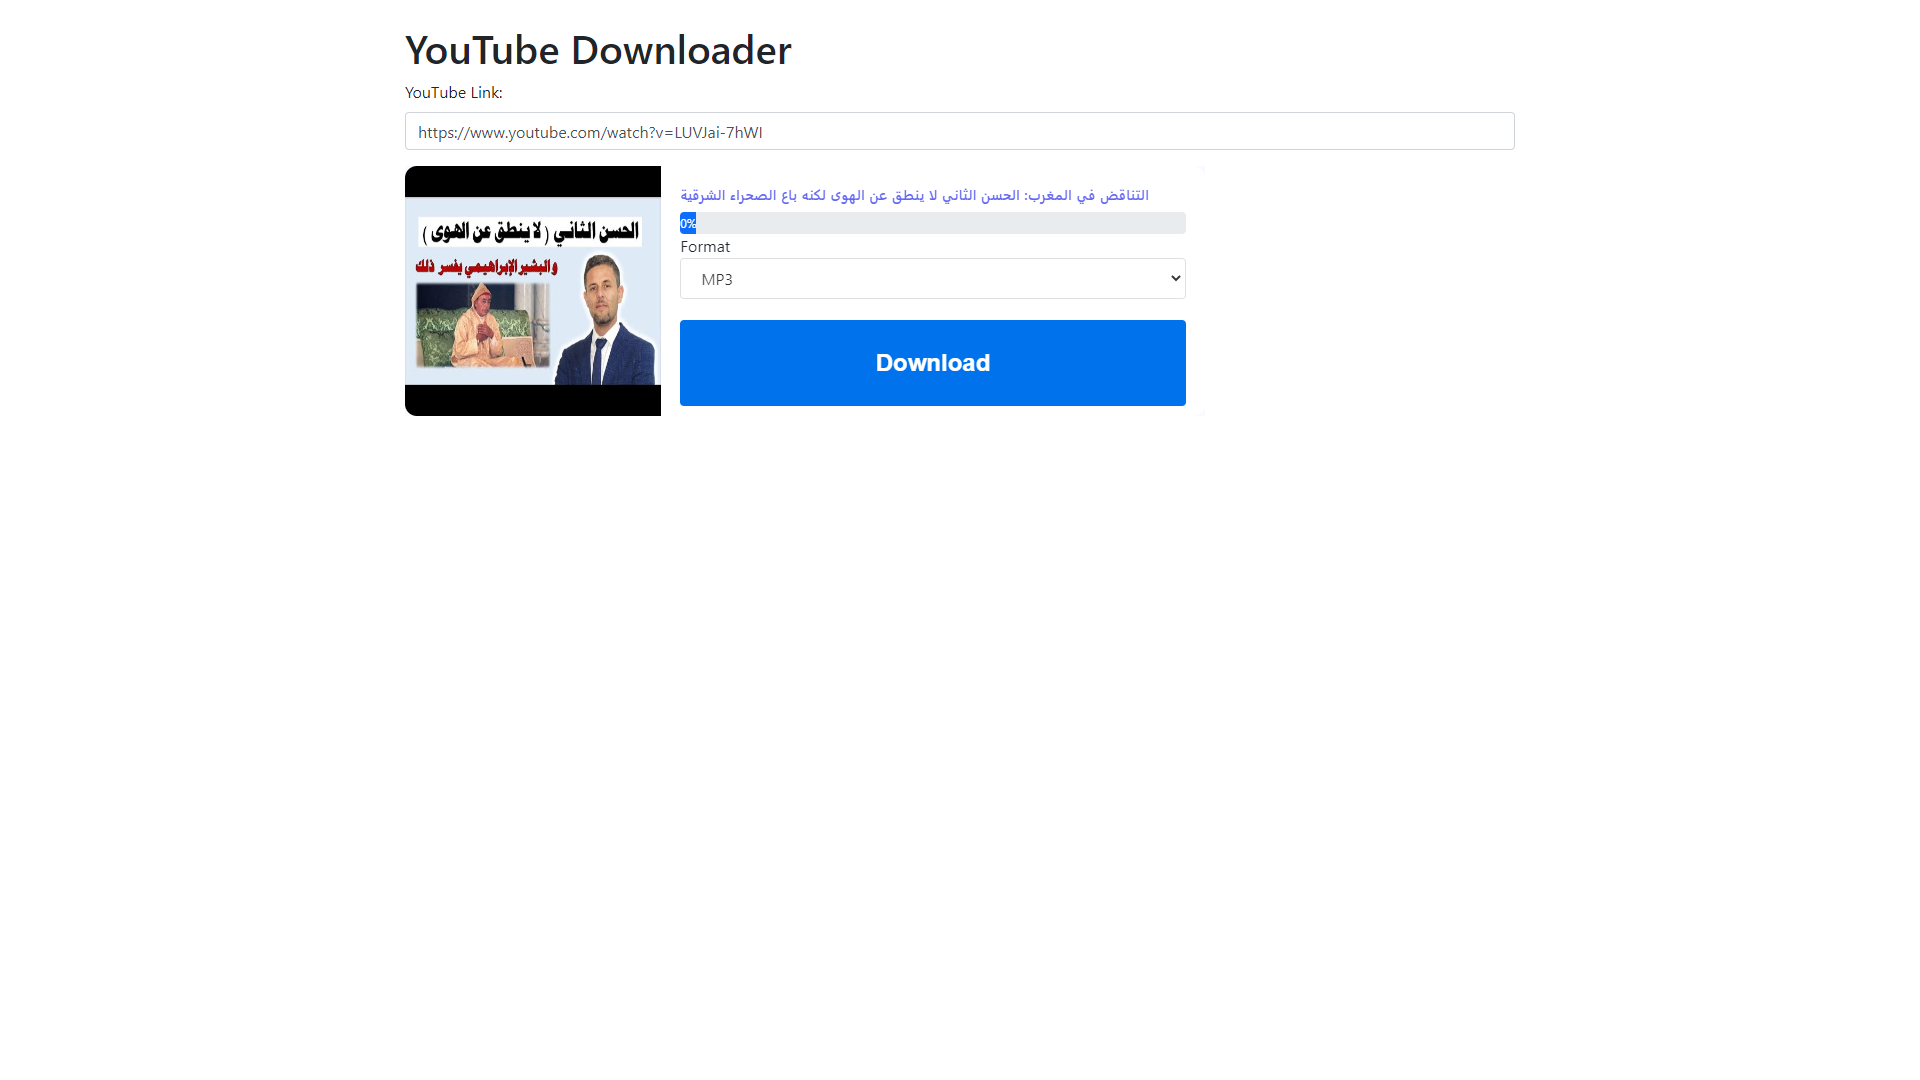 YouTube Downloader
YouTube Link:
https://www.youtube.com/watch?v=LUVJai-7hWI
الحسن الثاني ( لا ينطق عن الهوى )
و البشير الإبراهيمي يفسر ذلك
التناقض في المغرب: الحسن الثاني لا ينطق عن الهوى لكنه باع الصحراء الشرقية
0%
Format
MP3
Download